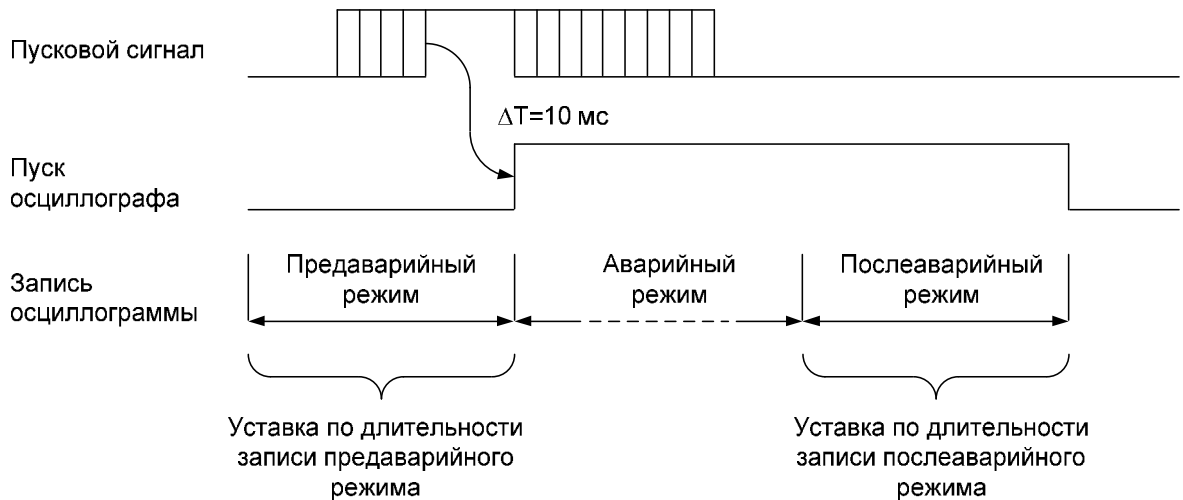 Пусковой сигнал
ΔT=10 мс
Пуск
осциллографа
Запись
осциллограммы
Предаварийный
режим
Аварийный
режим
Послеаварийный
режим
Уставка по длительности
записи предаварийного
режима
Уставка по длительности
записи послеаварийного
режима